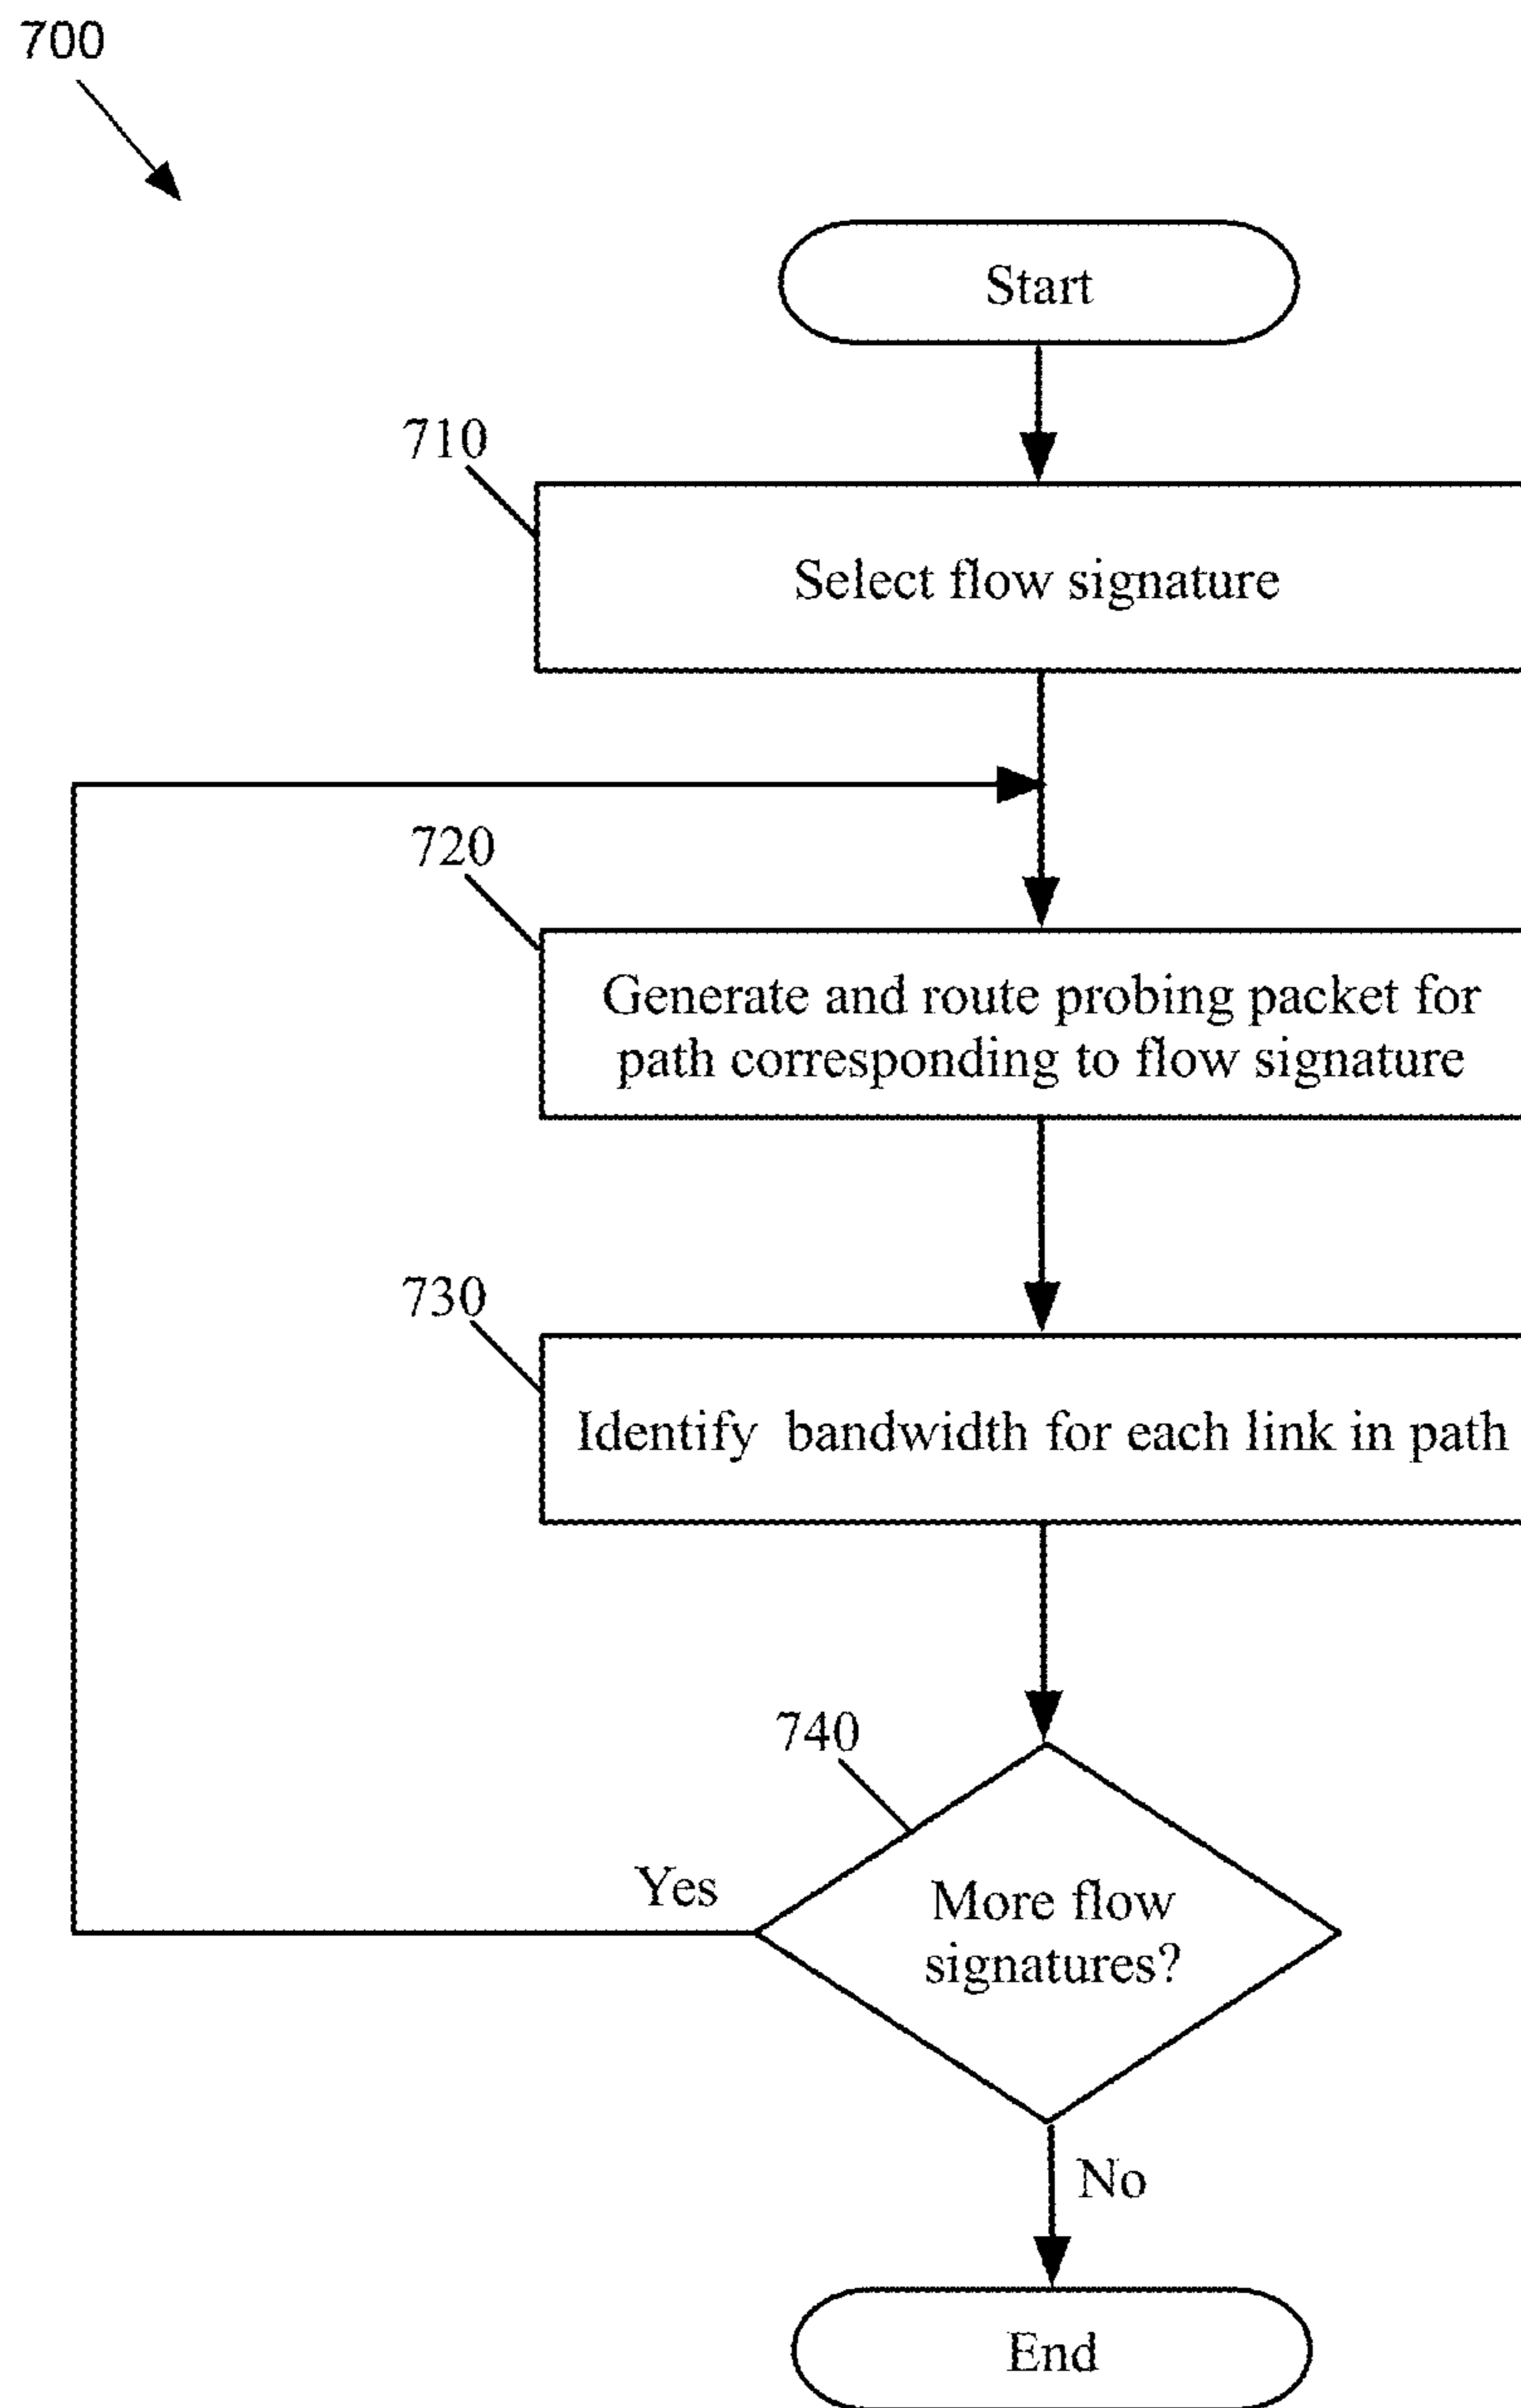 700
Start
710
Select flow signature
720
Generate and route probing packet for
path corresponding to flow signature
730
Identify bandwidth for each link in path
740
Yes
More flow
signatures?
No
End